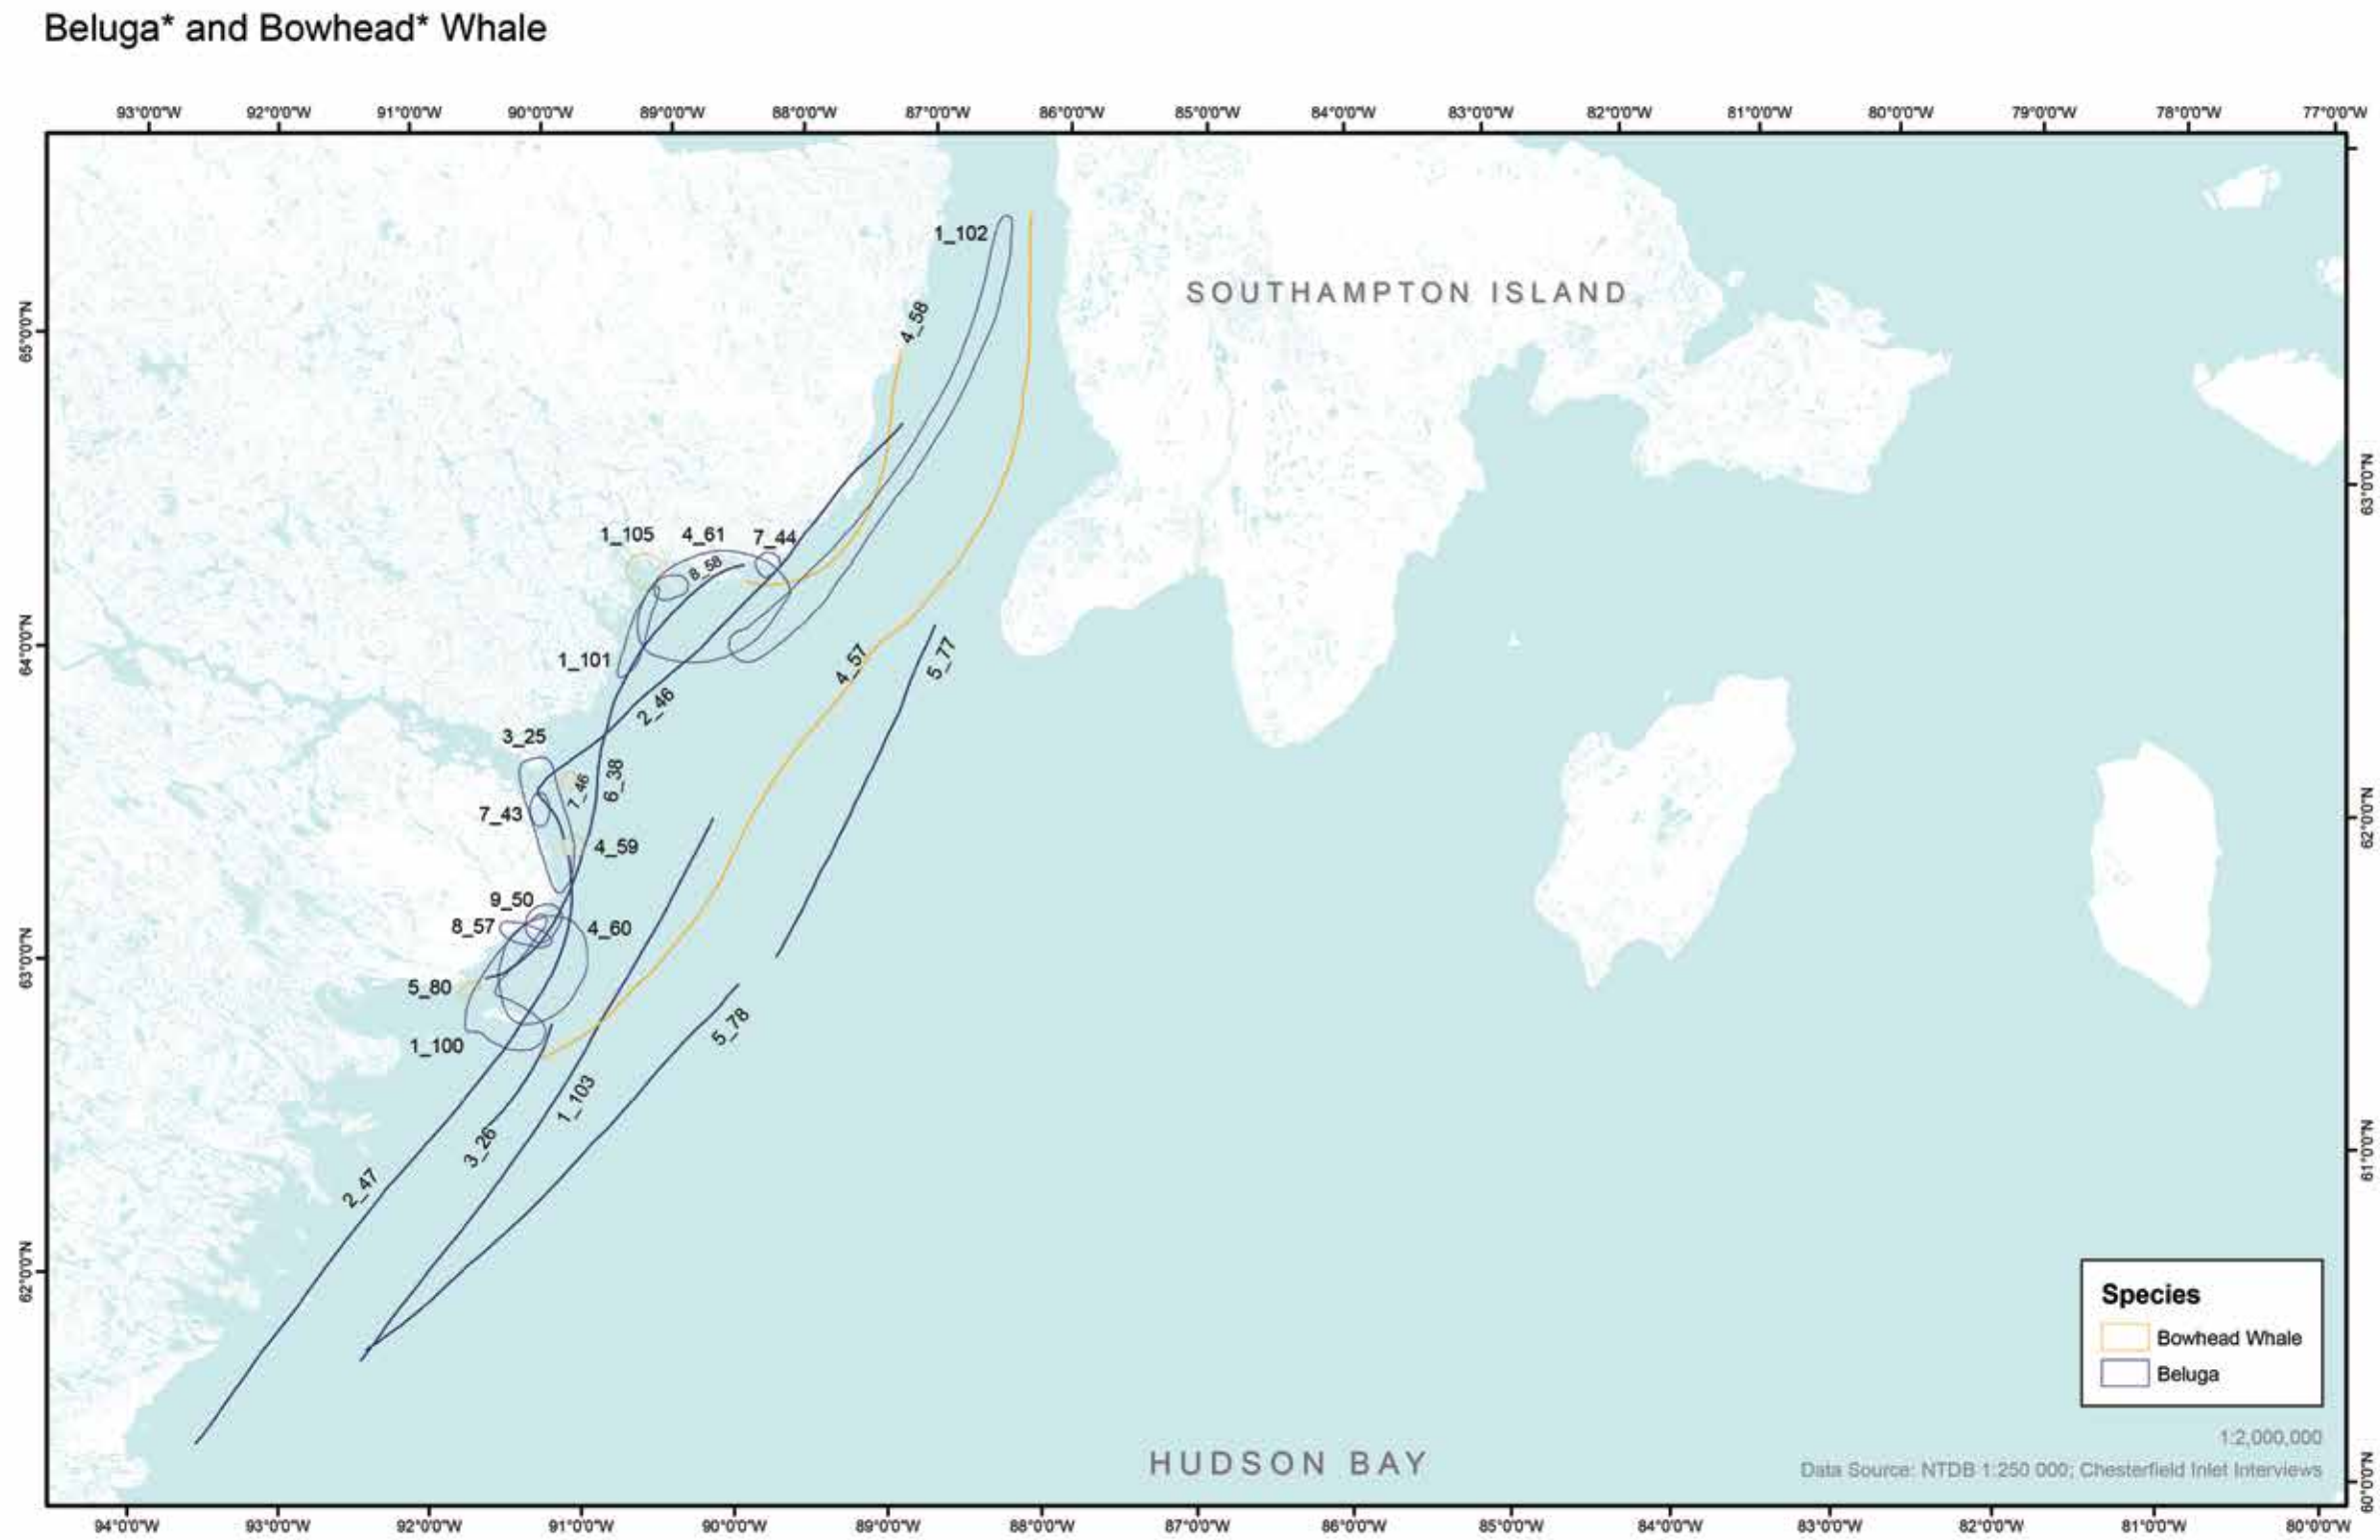 Beluga* and Bowhead* Whale
93°0'0"W 92°0'0"W 91°0'0"W 90°0'0"W 89°0'0"W 88°0'0"W 87°0'0"W 86°0'0"W 85°0'0"W 84°0'0"W 83°0'0"W 82°0'0"W 81°0'0"W 80°0'0"W 79°0'0"W 78°0'0"W 77°0'0"W
1_102
SOUTHAMPTON ISLAND
65°0'0"N
4_58
63°0'0"N
1_105 4_61 7_44
8_58
64°0'0"N
1_101
4_57
5_77
2_46
3_25
7_46
6_38
7_43
62°0'0"N
4_59
9_50
8_57
4_60
63°0'0"N
5_80
5_78
1_100
1_103
3_26
61°0'0"N
2_47
62°0'0"N
Species
Bowhead Whale
Beluga
1:2,000,000
HUDSON BAY
Data Source: NTDB 1:250 000; Chesterfield Inlet Interviews
60°0'0"N
94°0'0"W 93°0'0"W 92°0'0"W 91°0'0"W 90°0'0"W 89°0'0"W 88°0'0"W 87°0'0"W 86°0'0"W 85°0'0"W 84°0'0"W 83°0'0"W 82°0'0"W 81°0'0"W 80°0'0"W